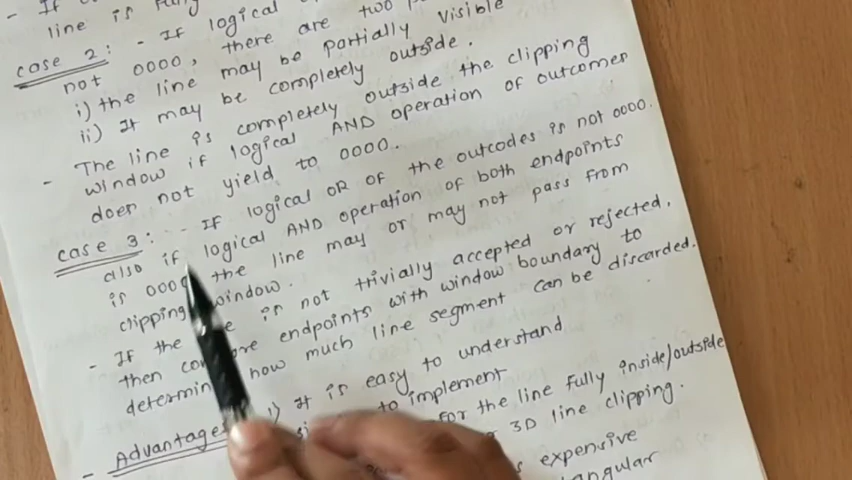 - If
line is fully
case 2: - If logical
not 0000, there are two
i) the line may be partially visible
ii) It may be completely outside.
- The line is completely outside the clipping
window if logical AND operation of outcomes
does not yield to 0000.
case 3: - If logical OR of the outcodes is not 0000.
also if logical AND operation of both endpoints
is 0000 the line may or may not pass from
clipping window.
- If the is not trivially accepted or rejected.
then endpoints with window boundary to
determin how much line segment can be discarded.
- Advantages i) It is easy to understand
to implement
for the line fully inside/outside
3D line clipping.
expensive